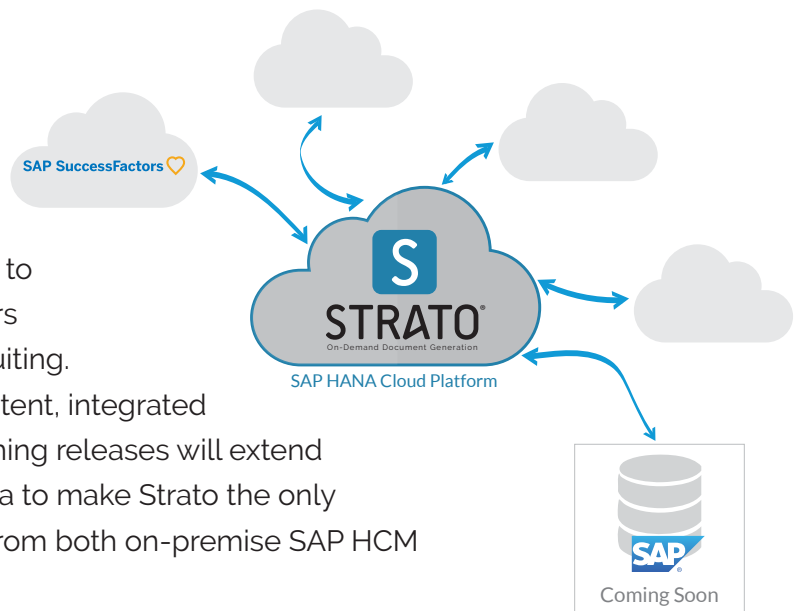 SAP SuccessFactors
to
rs
uiting.
tent, integrated
ning releases will extend
a to make Strato the only
from both on-premise SAP HCM
S
STRATO®
On-Demand Document Generation
SAP HANA Cloud Platform
SAP®
Coming Soon